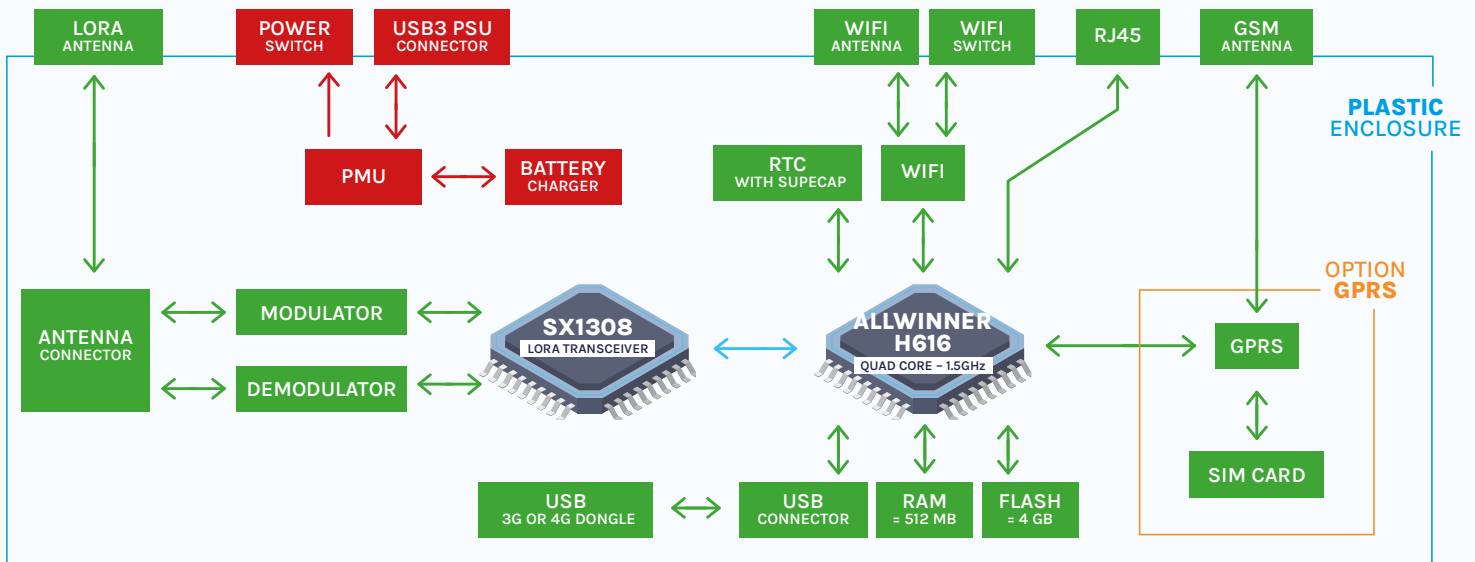 LORA
ANTENNA
POWER
SWITCH
USB3 PSU
CONNECTOR
WIFI
ANTENNA
WIFI
SWITCH
RJ45
GSM
ANTENNA
PLASTIC
ENCLOSURE
PMU
BATTERY
CHARGER
RTC
WITH SUPECAP
WIFI
OPTION
GPRS
ANTENNA
CONNECTOR
MODULATOR
DEMODULATOR
SX1308
LORA TRANSCEIVER
ALLWINNER
H616
QUAD CORE – 1.5GHz
GPRS
SIM CARD
USB
3G OR 4G DONGLE
USB
CONNECTOR
RAM
= 512 MB
FLASH
= 4 GB